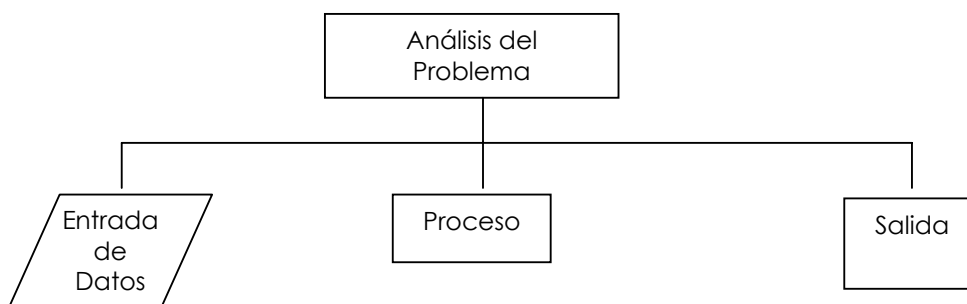 Análisis del
Problema
Entrada
de
Datos
Proceso
Salida